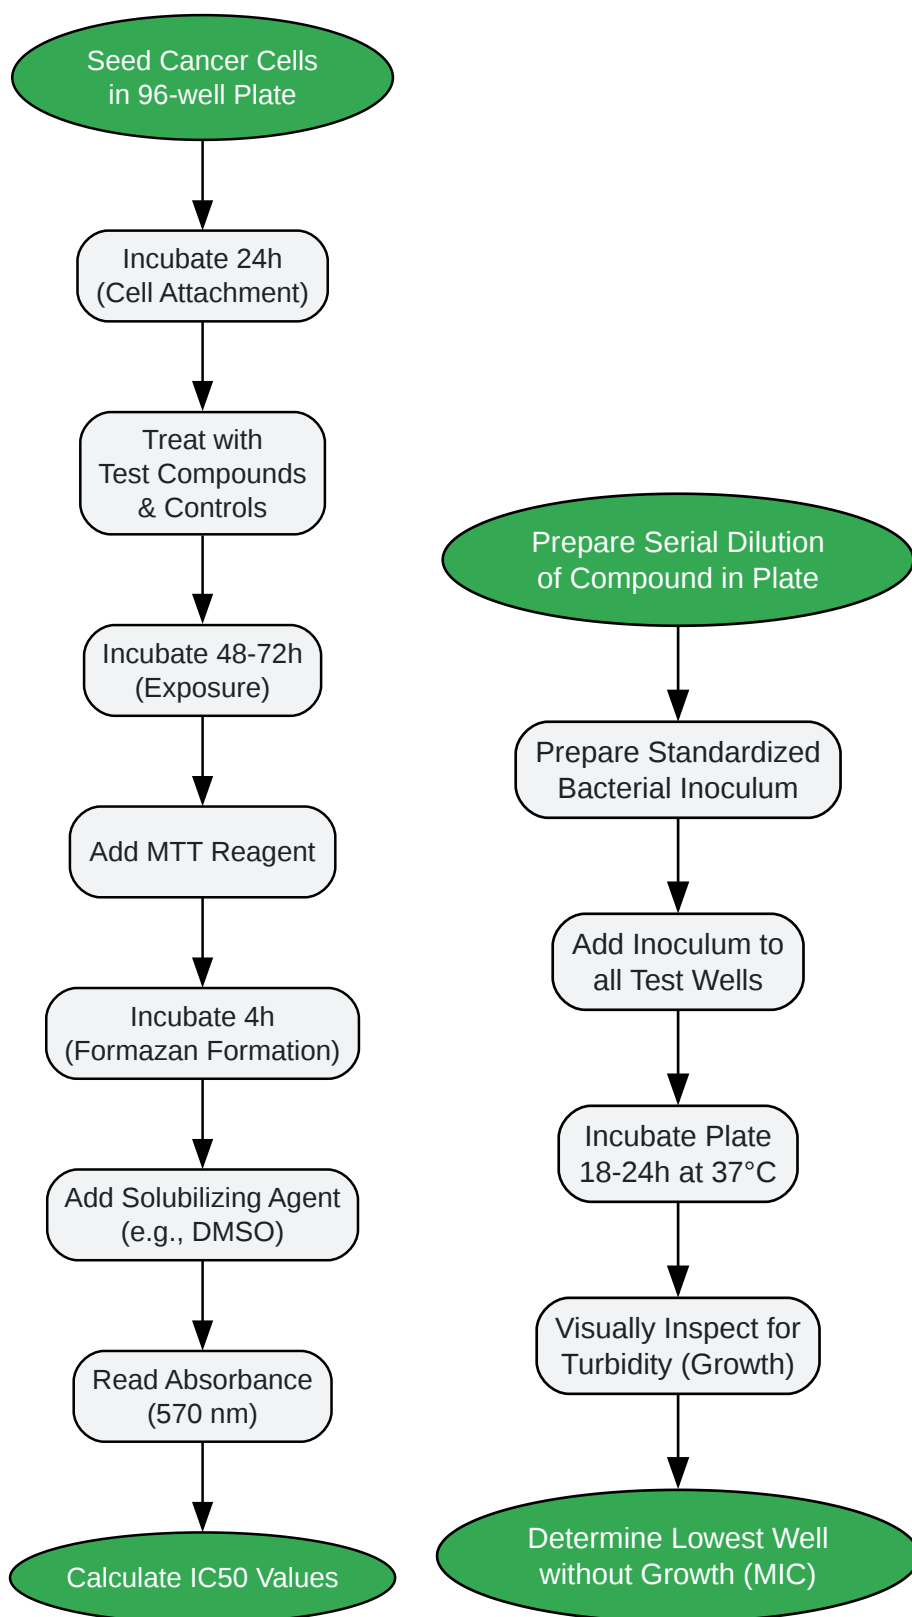 Seed Cancer Cells
in 96-well Plate
Incubate 24h
(Cell Attachment)
Treat with
Test Compounds
& Controls
Incubate 48-72h
(Exposure)
Add MTT Reagent
Incubate 4h
(Formazan Formation)
Add Solubilizing Agent
(e.g., DMSO)
Read Absorbance
(570 nm)
Calculate IC50 Values
Prepare Serial Dilution
of Compound in Plate
Prepare Standardized
Bacterial Inoculum
Add Inoculum to
all Test Wells
Incubate Plate
18-24h at 37°C
Visually Inspect for
Turbidity (Growth)
Determine Lowest Well
without Growth (MIC)